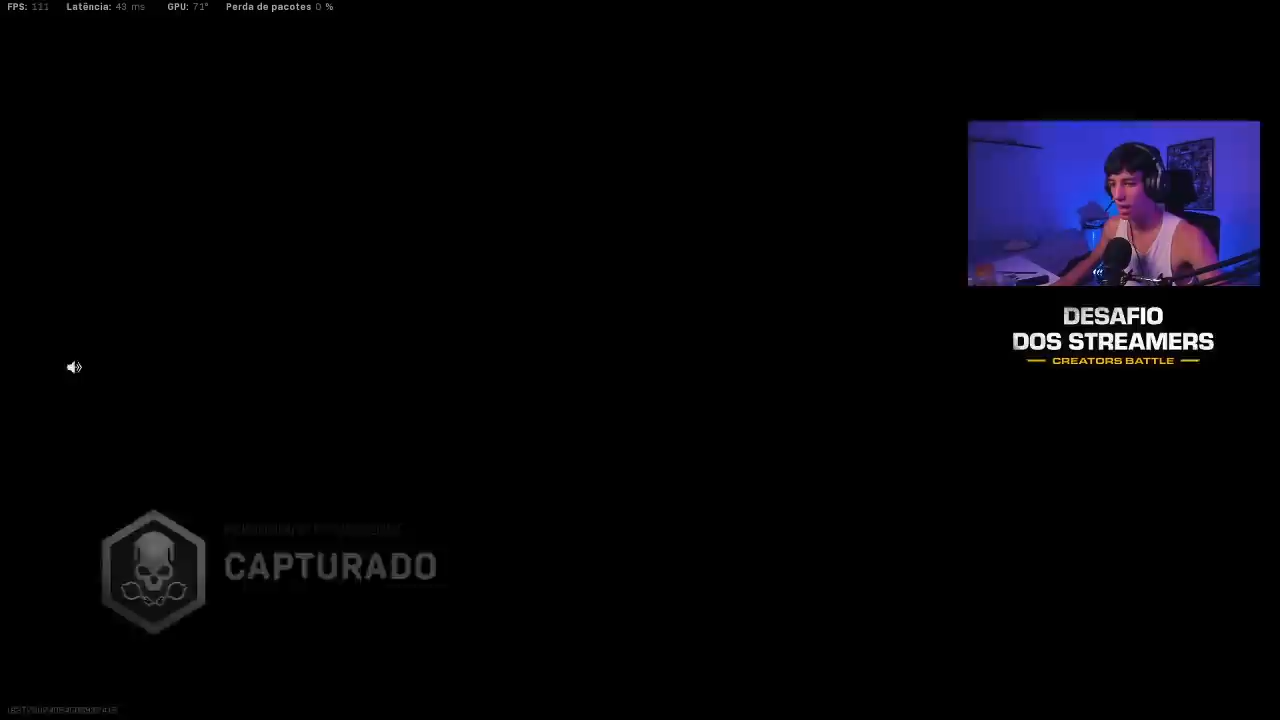 FPS: 111 Latência: 43 ms GPU: 71° Perda de pacotes 0 %
DESAFIO
DOS STREAMERS
CREATORS BATTLE
CAPTURADO